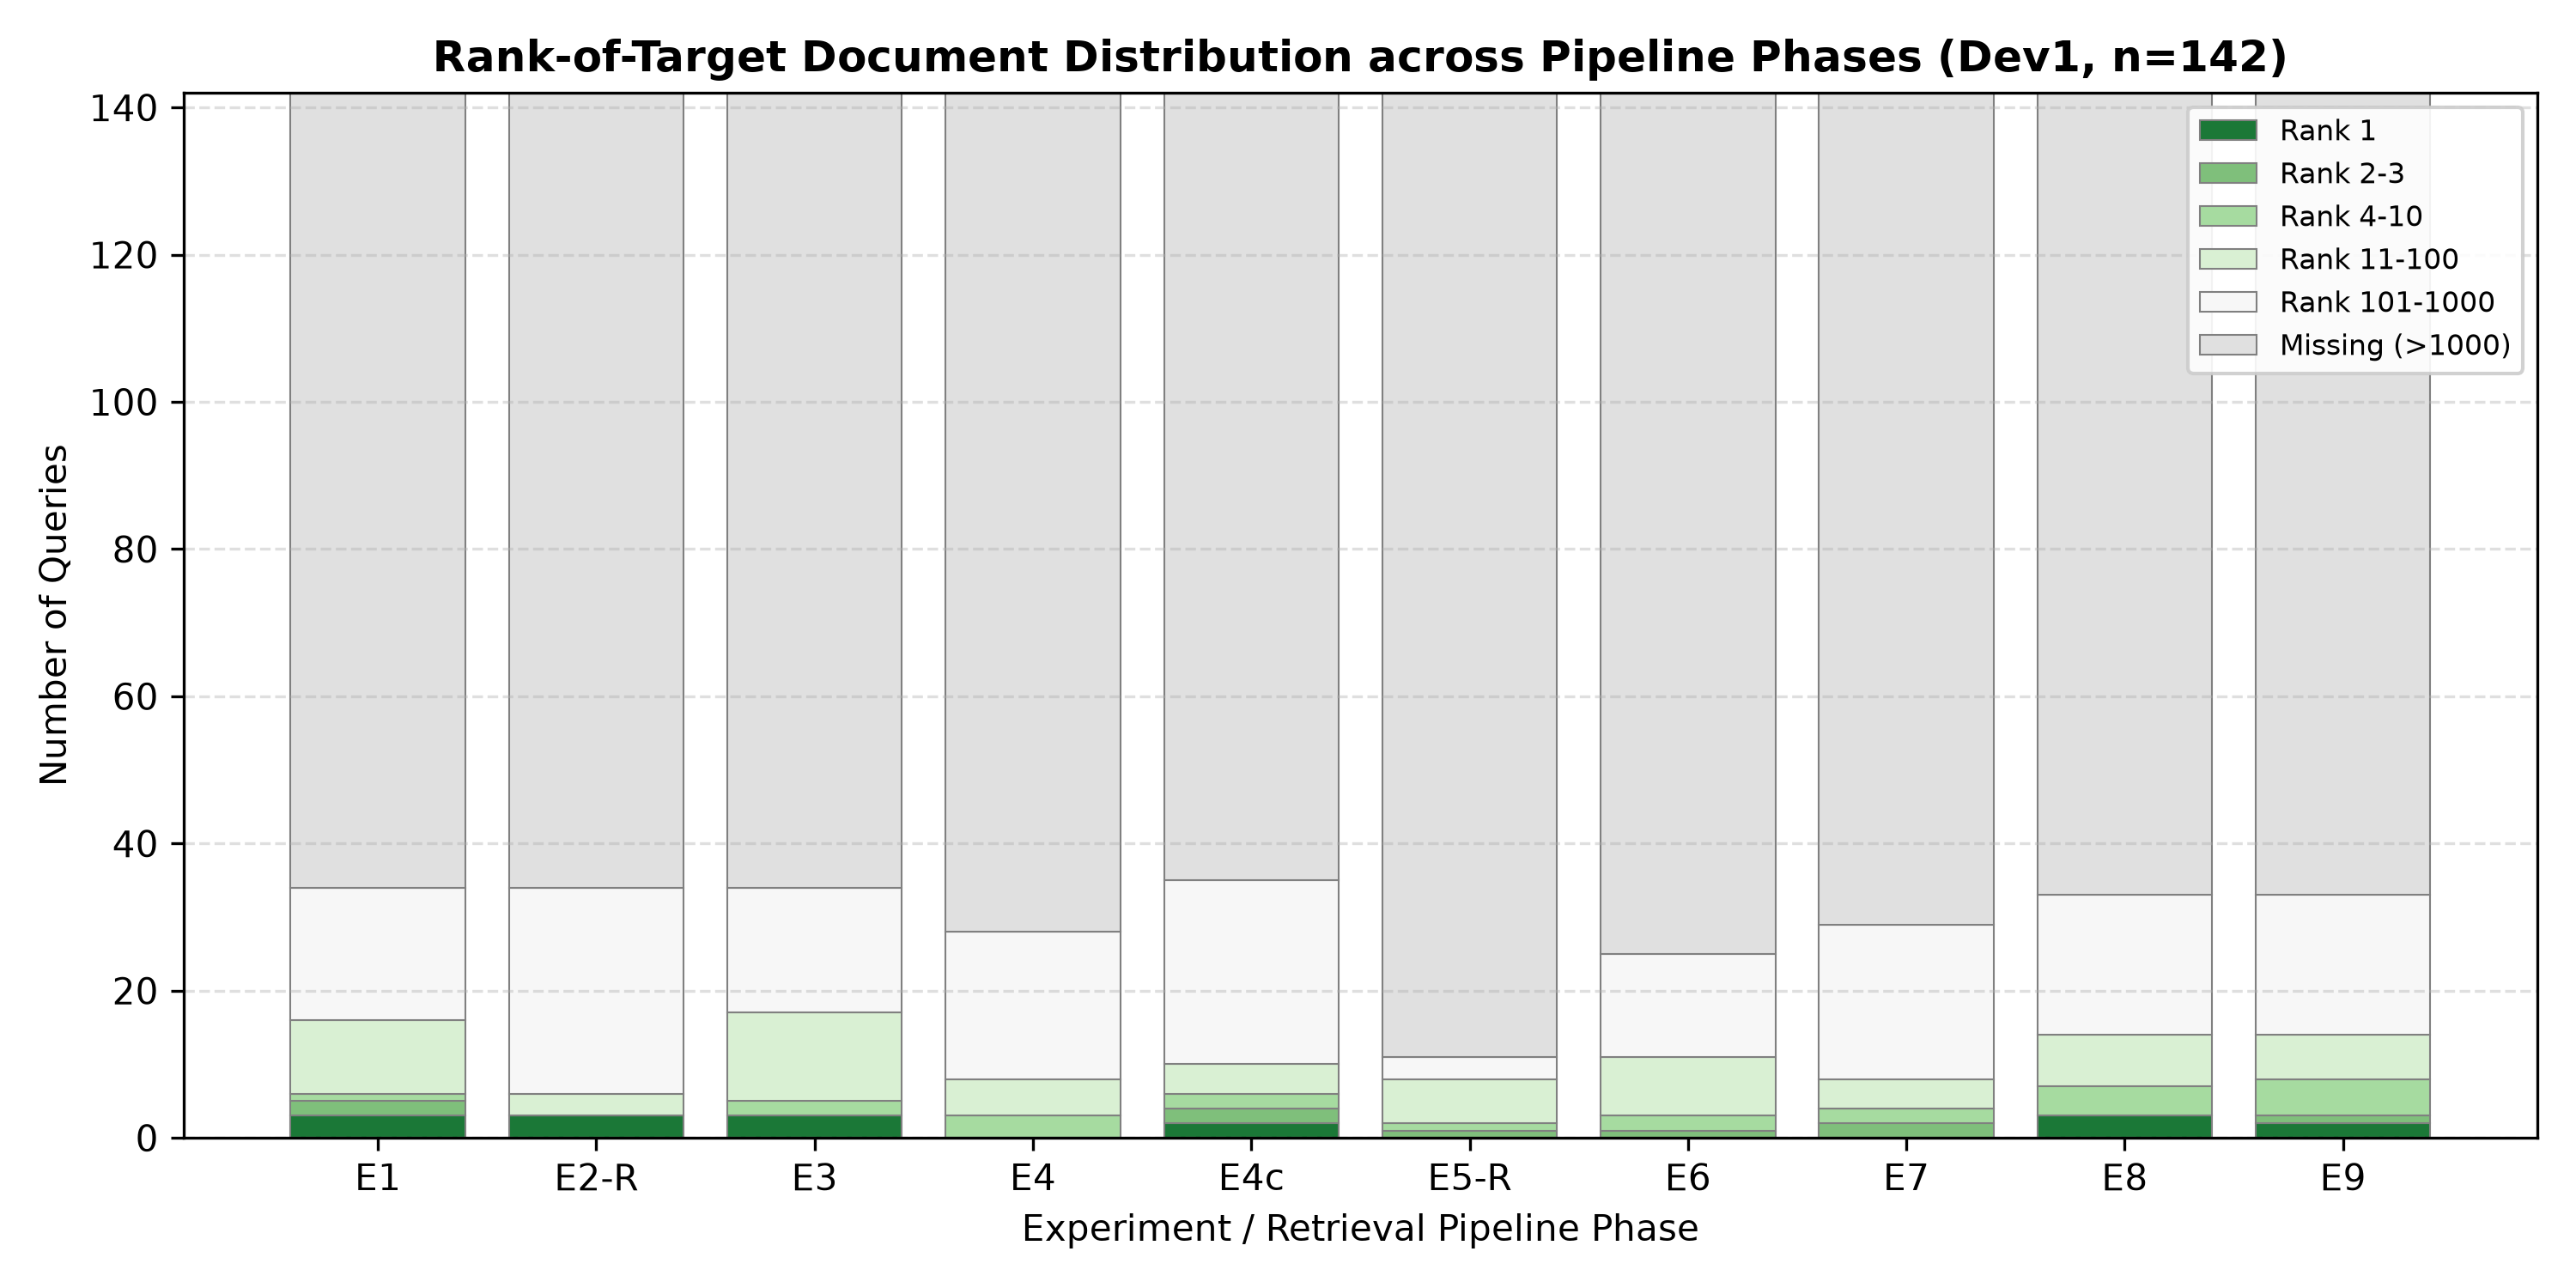 Rank-of-Target Document Distribution across Pipeline Phases (Dev1, n=142)
Number of Queries
140
120
100
80
60
40
20
0
Rank 1
Rank 2-3
Rank 4-10
Rank 11-100
Rank 101-1000
Missing (>1000)
E1 E2-R E3 E4 E4c E5-R E6 E7 E8 E9
Experiment / Retrieval Pipeline Phase